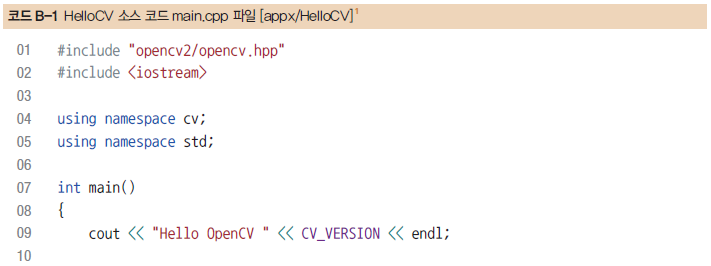 코드 B-1 HelloCV 소스 코드 main.cpp 파일 [appx/HelloCV]¹
01 #include "opencv2/opencv.hpp"
02 #include <iostream>
03
04 using namespace cv;
05 using namespace std;
06
07 int main()
08 {
09     cout << "Hello OpenCV " << CV_VERSION << endl;
10